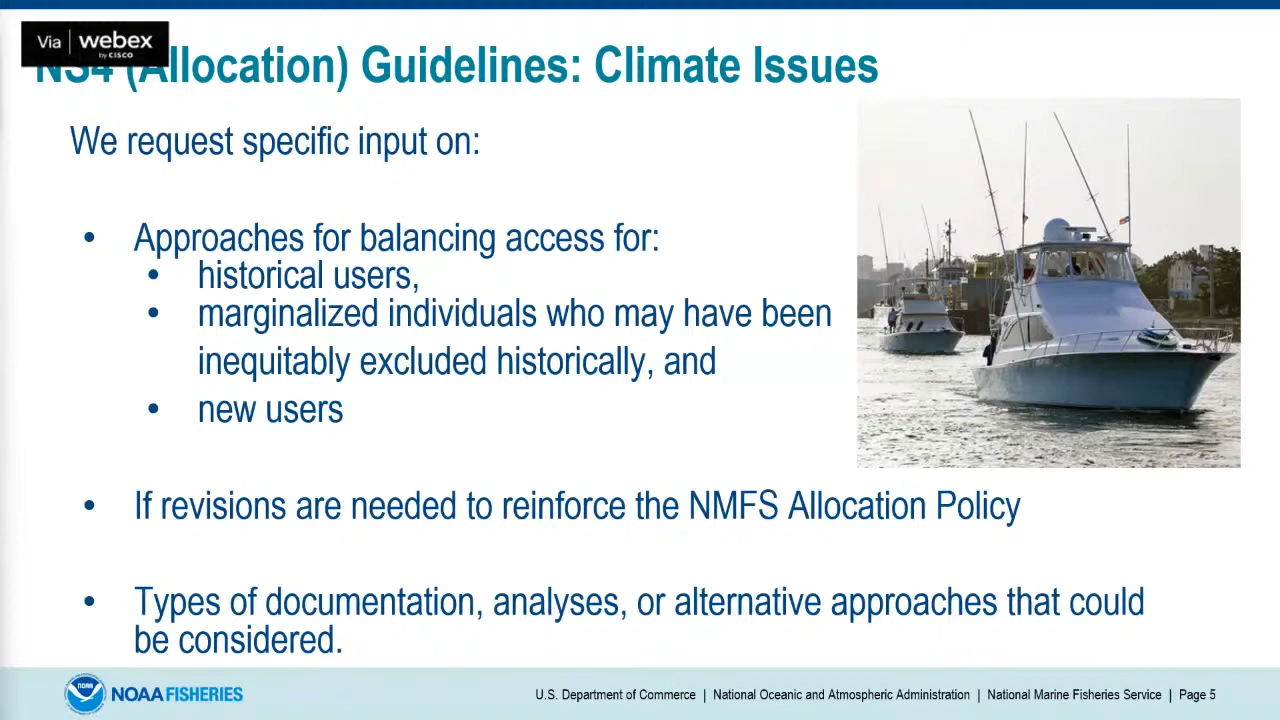 Via webex
by CISCO
NS4 (Allocation) Guidelines: Climate Issues
We request specific input on:
• Approaches for balancing access for:
• historical users,
• marginalized individuals who may have been
inequitably excluded historically, and
• new users
• If revisions are needed to reinforce the NMFS Allocation Policy
• Types of documentation, analyses, or alternative approaches that could
be considered.
NOAA
NOAA FISHERIES
U.S. Department of Commerce | National Oceanic and Atmospheric Administration | National Marine Fisheries Service | Page 5